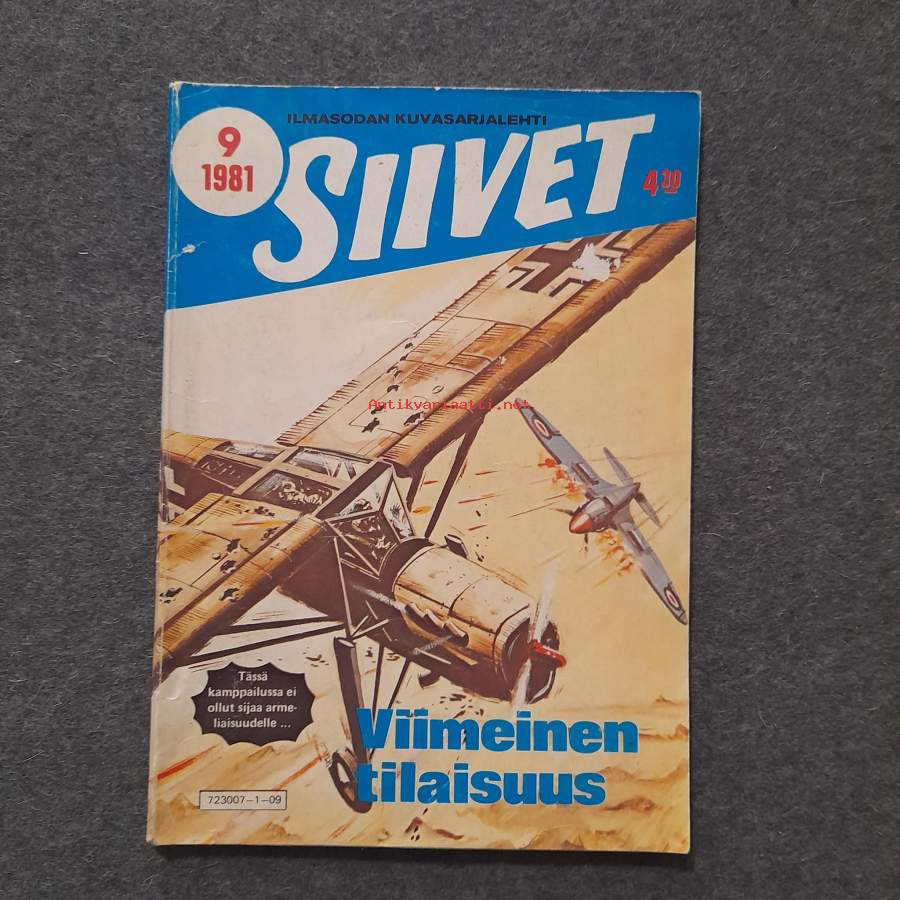 ILMASODAN KUVASARJALEHTI
9
1981
SIIVET
4 30
Antikvariaatti.net
Tässä
kamppailussa ei
ollut sijaa arme-
liaisuudelle ...
Viimeinen
tilaisuus
723007-1-09